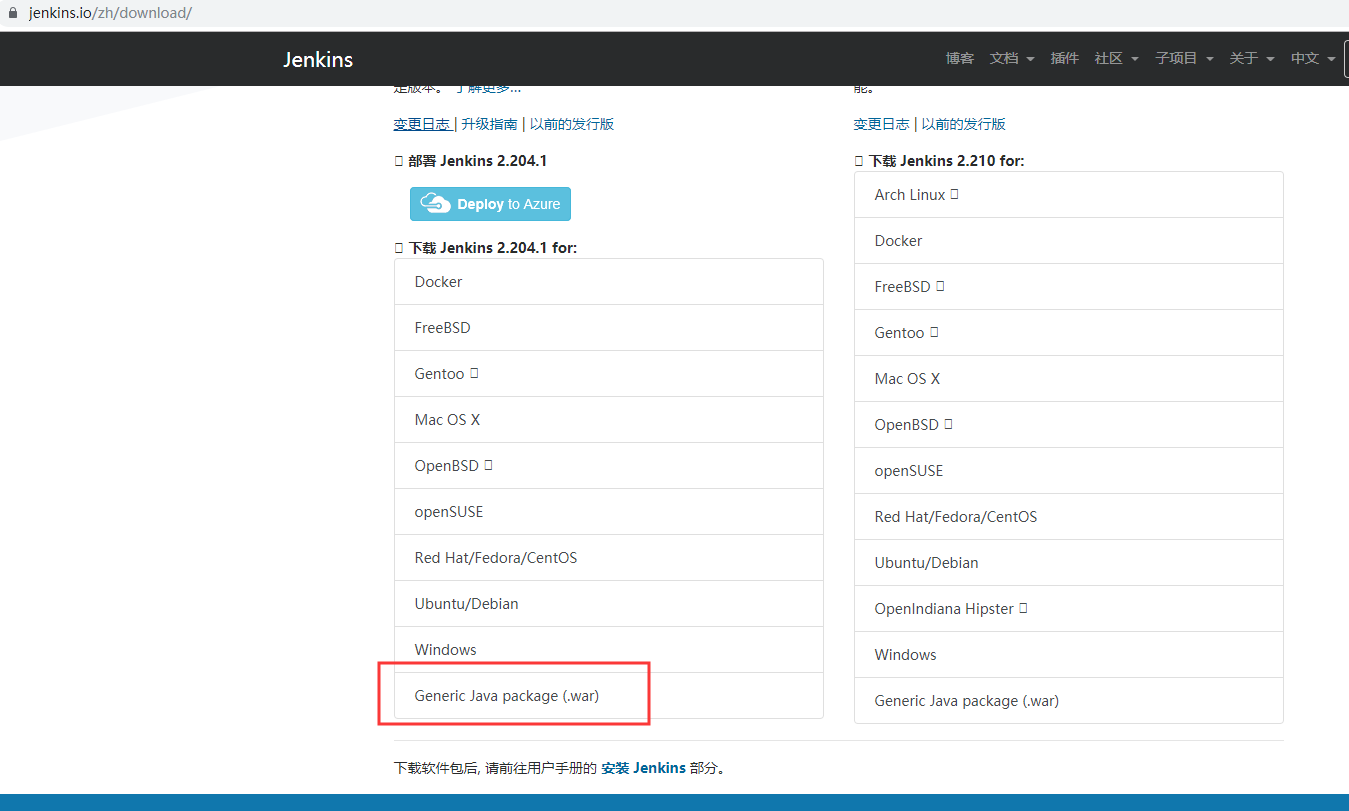 jenkins.io/zh/download/
Jenkins
博客 文档 插件 社区 子项目 关于 中文
是版本。 了解更多...
变更日志 | 升级指南 | 以前的发行版
部署 Jenkins 2.204.1
Deploy to Azure
下载 Jenkins 2.204.1 for:
Docker
FreeBSD
Gentoo
Mac OS X
OpenBSD
openSUSE
Red Hat/Fedora/CentOS
Ubuntu/Debian
Windows
Generic Java package (.war)
能。
变更日志 | 以前的发行版
下载 Jenkins 2.210 for:
Arch Linux
Docker
FreeBSD
Gentoo
Mac OS X
OpenBSD
openSUSE
Red Hat/Fedora/CentOS
Ubuntu/Debian
OpenIndiana Hipster
Windows
Generic Java package (.war)
下载软件包后, 请前往用户手册的 安装 Jenkins 部分。